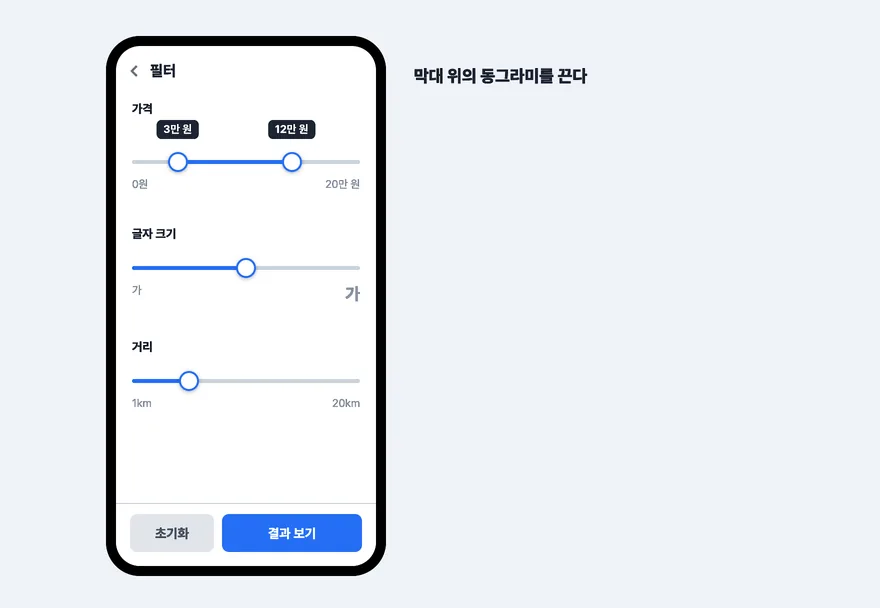 필터
막대 위의 동그라미를 끈다
가격
3만 원 12만 원
0원 20만 원
글자 크기
가 가
거리
1km 20km
초기화 결과 보기